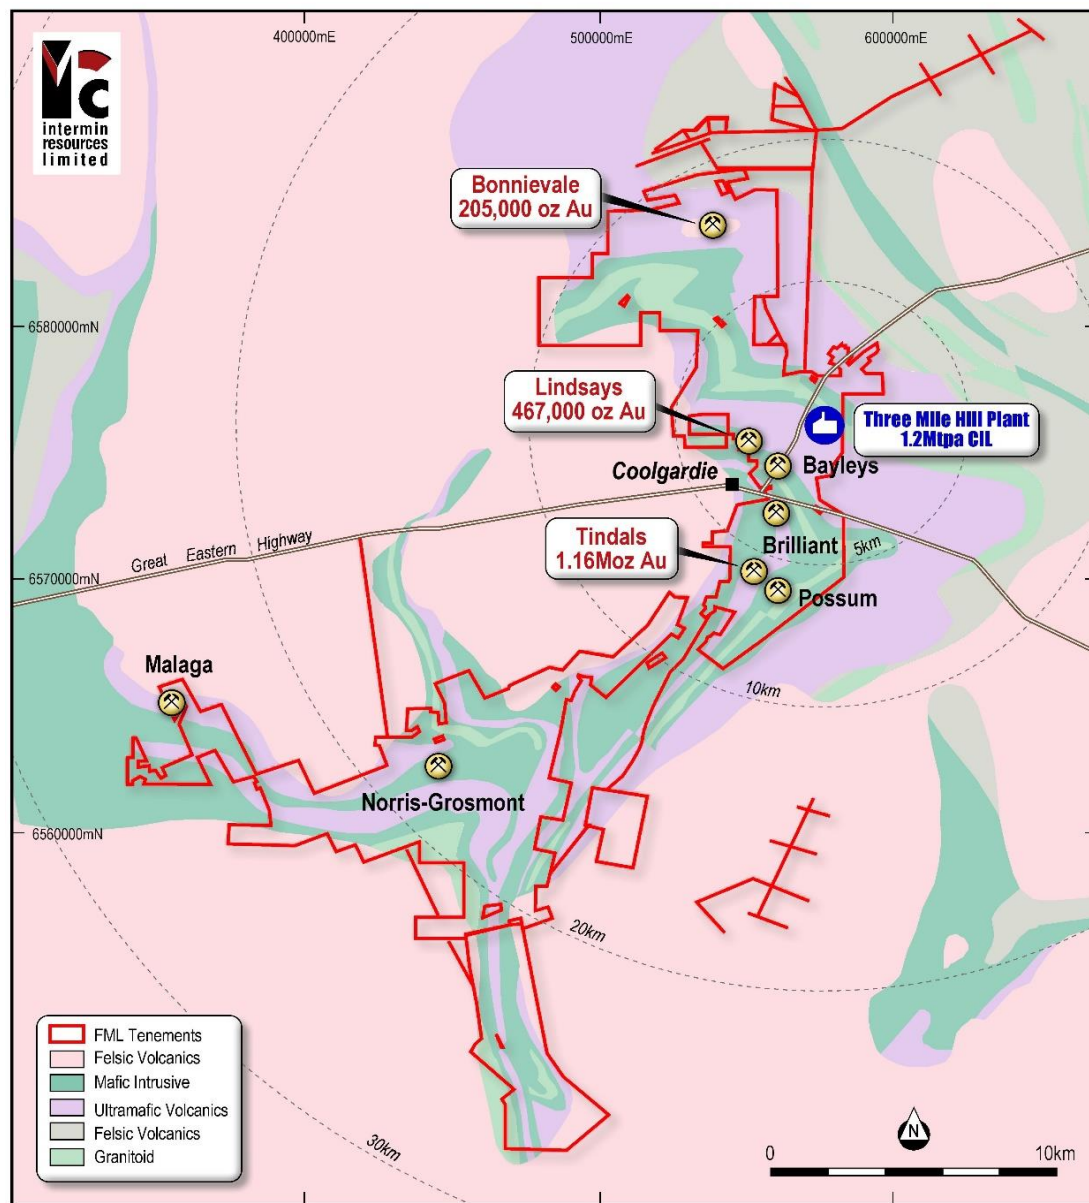 400000mE
500000mE
600000mE
intermin
resources
limited
Bonnievale
205,000 oz Au
6580000mN
Lindsays
467,000 oz Au
Three Mile HIll Plant
1.2Mtpa CIL
Coolgardie
Bayleys
Great Eastern Highway
Tindals
1.16Moz Au
Brilliant
5km
6570000mN
Possum
Malaga
10km
Norris-Grosmont
6560000mN
20km
FML Tenements
Felsic Volcanics
Mafic Intrusive
Ultramafic Volcanics
Felsic Volcanics
Granitoid
30km
N
0
10km